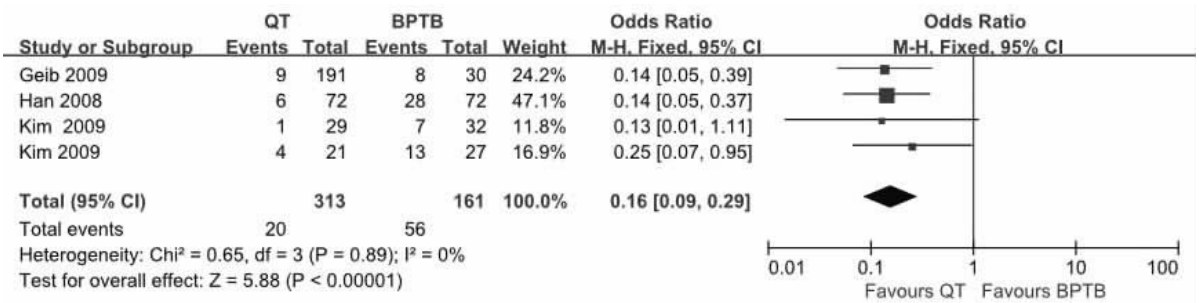 QT BPTB Odds Ratio Odds Ratio
Study or Subgroup Events Total Events Total Weight M-H, Fixed, 95% CI M-H, Fixed, 95% CI
Geib 2009 9 191 8 30 24.2% 0.14 [0.05, 0.39]
Han 2008 6 72 28 72 47.1% 0.14 [0.05, 0.37]
Kim 2009 1 29 7 32 11.8% 0.13 [0.01, 1.11]
Kim 2009 4 21 13 27 16.9% 0.25 [0.07, 0.95]
Total (95% CI) 313 161 100.0% 0.16 [0.09, 0.29]
Total events 20 56
Heterogeneity: Chi² = 0.65, df = 3 (P = 0.89); I² = 0%
Test for overall effect: Z = 5.88 (P < 0.00001)
0.01 0.1 1 10 100
Favours QT Favours BPTB